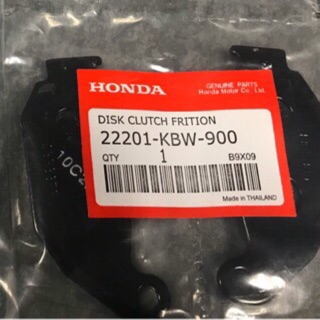 HONDA
GENUINE PARTS
Honda Motor Co., Ltd.
DISK CLUTCH FRITION
22201-KBW-900
QTY 1 B9X09
Made in THAILAND